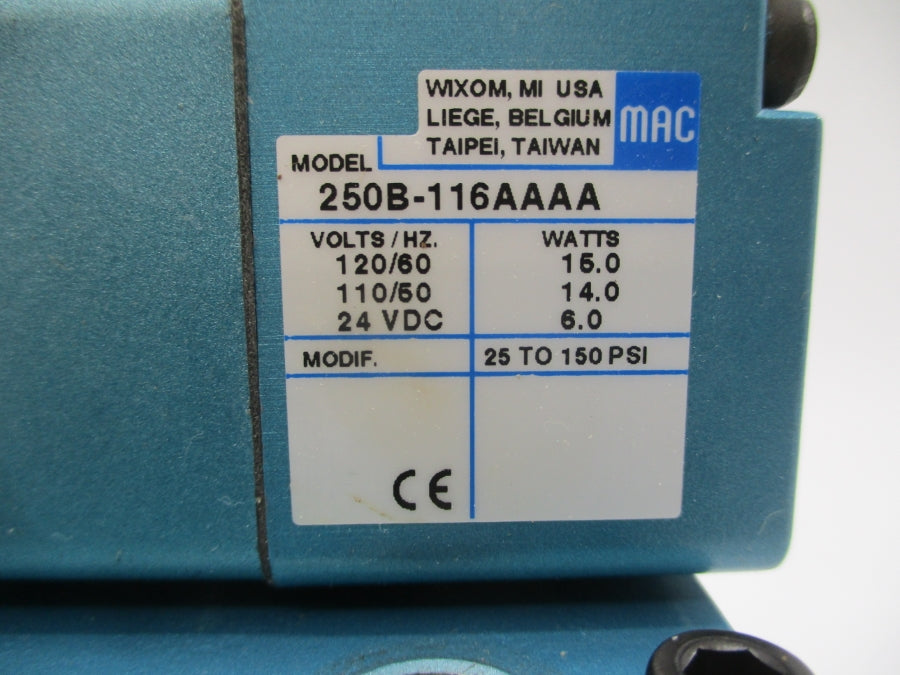 WIXOM, MI USA
LIEGE, BELGIUM
TAIPEI, TAIWAN
MAC
MODEL
250B-116AAAA
VOLTS/HZ.
WATTS
120/60
15.0
110/50
14.0
24 VDC
6.0
MODIF.
25 TO 150 PSI
CE